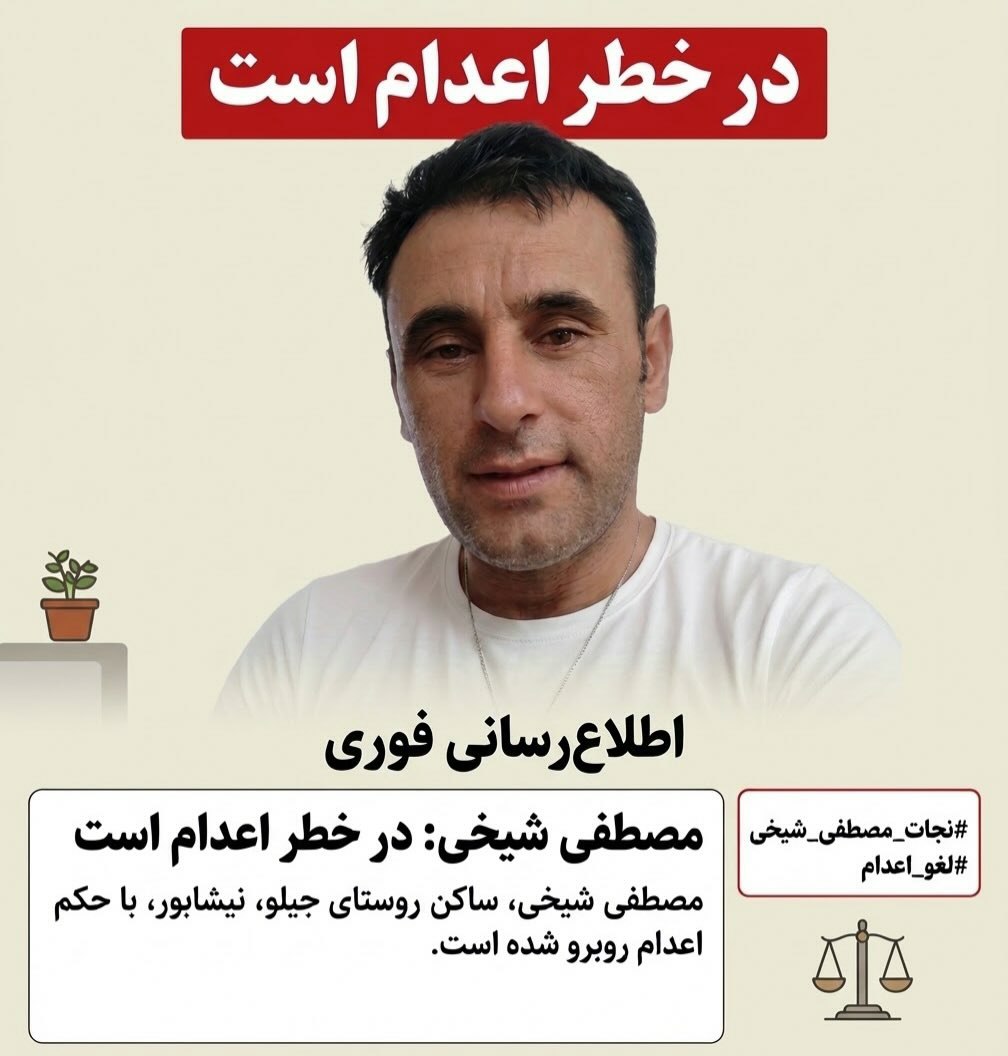 در خطر اعدام است
اطلاع‌رسانی فوری
مصطفی شیخی: در خطر اعدام است
مصطفی شیخی، ساکن روستای جیلو، نیشابور، با حکم
اعدام روبرو شده است.
#نجات_مصطفی_شیخی
#لغو_اعدام